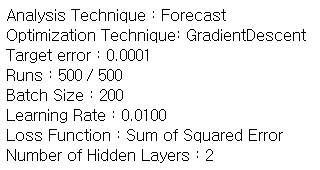 Analysis Technique : Forecast
Optimization Technique: GradientDescent
Target error : 0.0001
Runs : 500 / 500
Batch Size : 200
Learning Rate : 0.0100
Loss Function : Sum of Squared Error
Number of Hidden Layers : 2